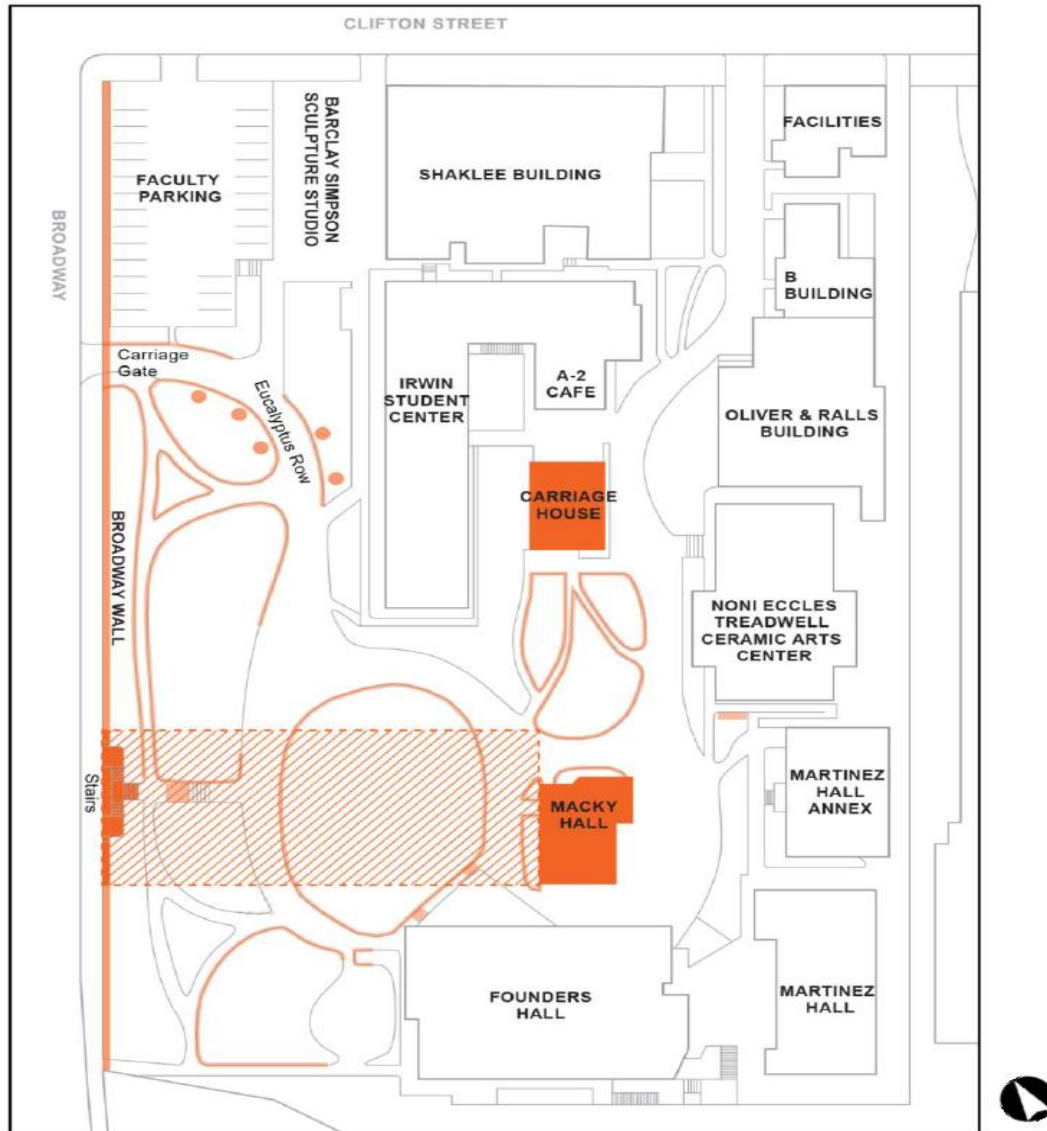 CLIFTON STREET
BROADWAY
FACULTY
PARKING
BARCLAY SIMPSON
SCULPTURE STUDIO
SHAKLEE BUILDING
FACILITIES
B
BUILDING
Carriage
Gate
Eucalyptus Row
IRWIN
STUDENT
CENTER
A-2
CAFE
OLIVER & RALLS
BUILDING
CARRIAGE
HOUSE
BROADWAY WALL
NONI ECCLES
TREADWELL
CERAMIC ARTS
CENTER
Stairs
MACKY
HALL
MARTINEZ
HALL
ANNEX
FOUNDERS
HALL
MARTINEZ
HALL